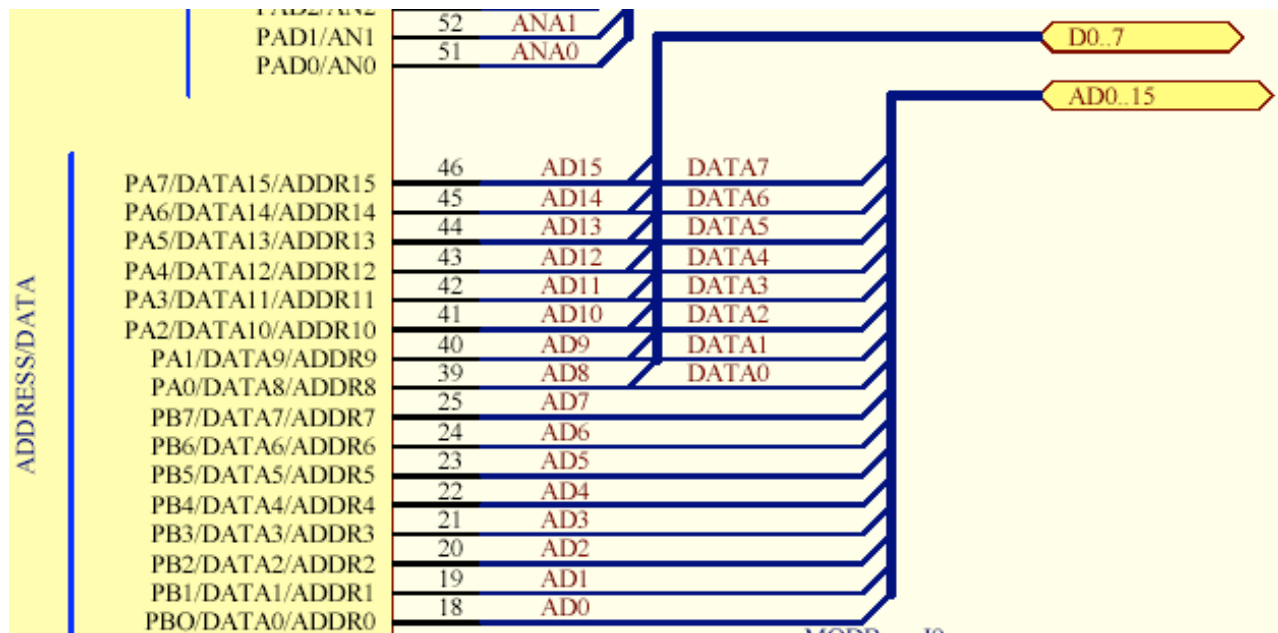 PAD2/AN2
PAD1/AN1 52 ANA1
PAD0/AN0 51 ANA0
D0..7
AD0..15
ADDRESS/DATA
PA7/DATA15/ADDR15 46 AD15 DATA7
PA6/DATA14/ADDR14 45 AD14 DATA6
PA5/DATA13/ADDR13 44 AD13 DATA5
PA4/DATA12/ADDR12 43 AD12 DATA4
PA3/DATA11/ADDR11 42 AD11 DATA3
PA2/DATA10/ADDR10 41 AD10 DATA2
PA1/DATA9/ADDR9 40 AD9 DATA1
PA0/DATA8/ADDR8 39 AD8 DATA0
PB7/DATA7/ADDR7 25 AD7
PB6/DATA6/ADDR6 24 AD6
PB5/DATA5/ADDR5 23 AD5
PB4/DATA4/ADDR4 22 AD4
PB3/DATA3/ADDR3 21 AD3
PB2/DATA2/ADDR2 20 AD2
PB1/DATA1/ADDR1 19 AD1
PBO/DATA0/ADDR0 18 AD0